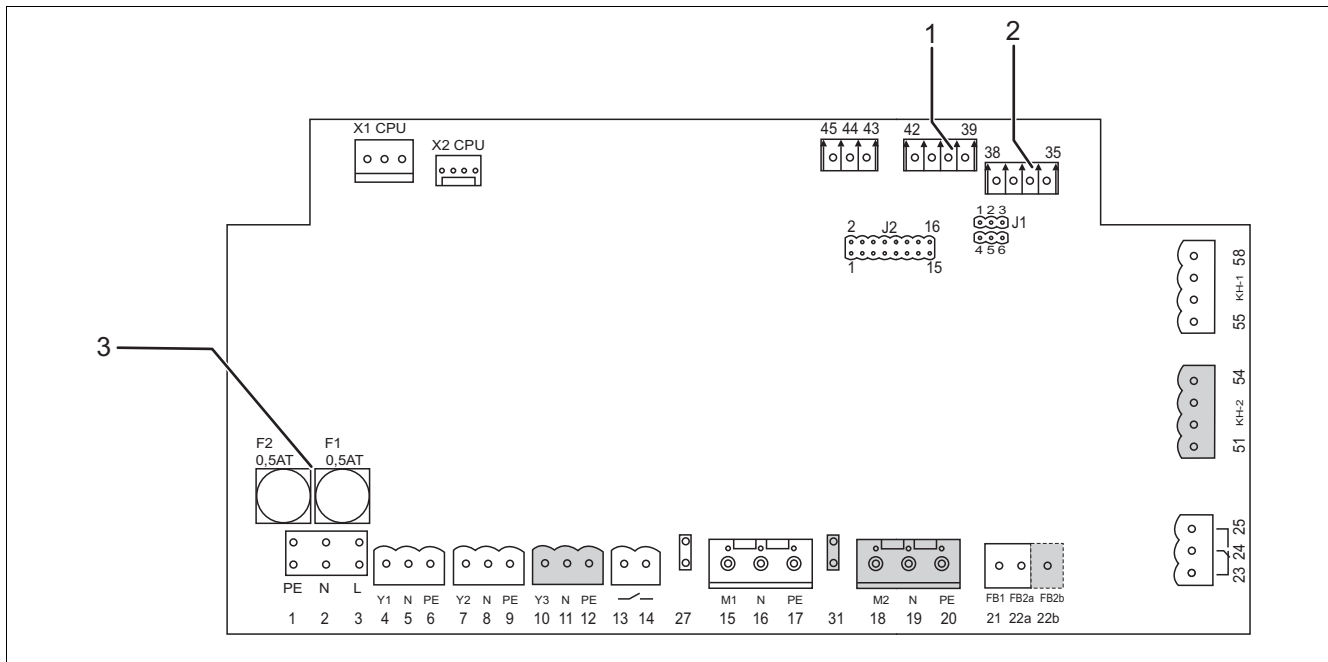 1 2
X1 CPU
45 44 43 42 39
X2 CPU
38 35
1 2 3
J1
2 J2 16
4 5 6
1 15
58
KH-1
55
3
54
KH-2
51
F2 F1
0,5AT 0,5AT
25
24
23
PE N L
Y1 N PE Y2 N PE Y3 N PE M1 N PE M2 N PE FB1 FB2a FB2b
1 2 3 4 5 6 7 8 9 10 11 12 13 14 27 15 16 17 31 18 19 20 21 22a 22b